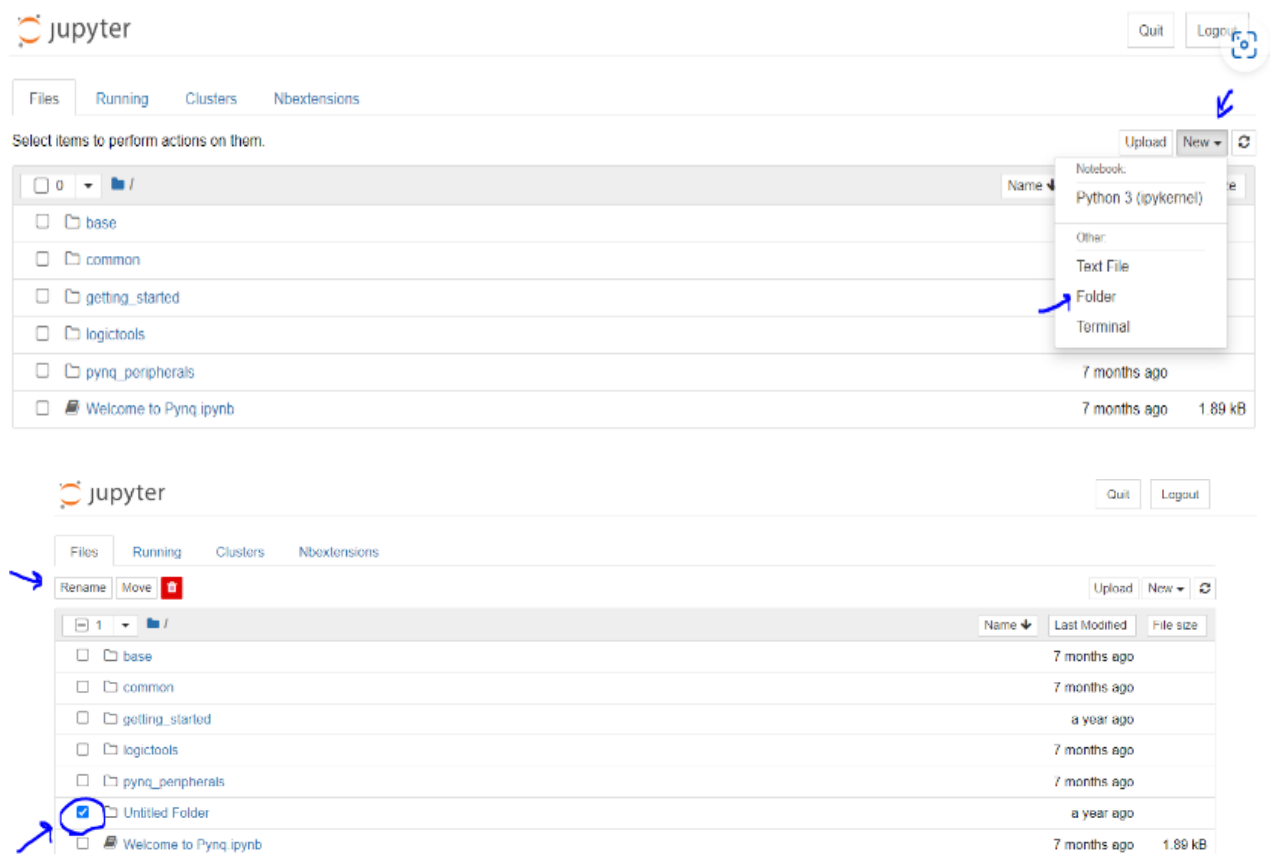 jupyter
Quit Logout
Files Running Clusters Nbextensions
Select items to perform actions on them.
Upload New
0 / Name
Notebook:
Python 3 (ipykernel)
Other:
Text File
Folder
Terminal
base
common
getting_started
logictools
pynq_peripherals 7 months ago
Welcome to Pynq.ipynb 7 months ago 1.89 kB
jupyter
Quit Logout
Files Running Clusters Nbextensions
Rename Move Upload New
1 / Name Last Modified File size
base 7 months ago
common 7 months ago
getting_started a year ago
logictools 7 months ago
pynq_peripherals 7 months ago
Untitled Folder a year ago
Welcome to Pynq.ipynb 7 months ago 1.89 kB